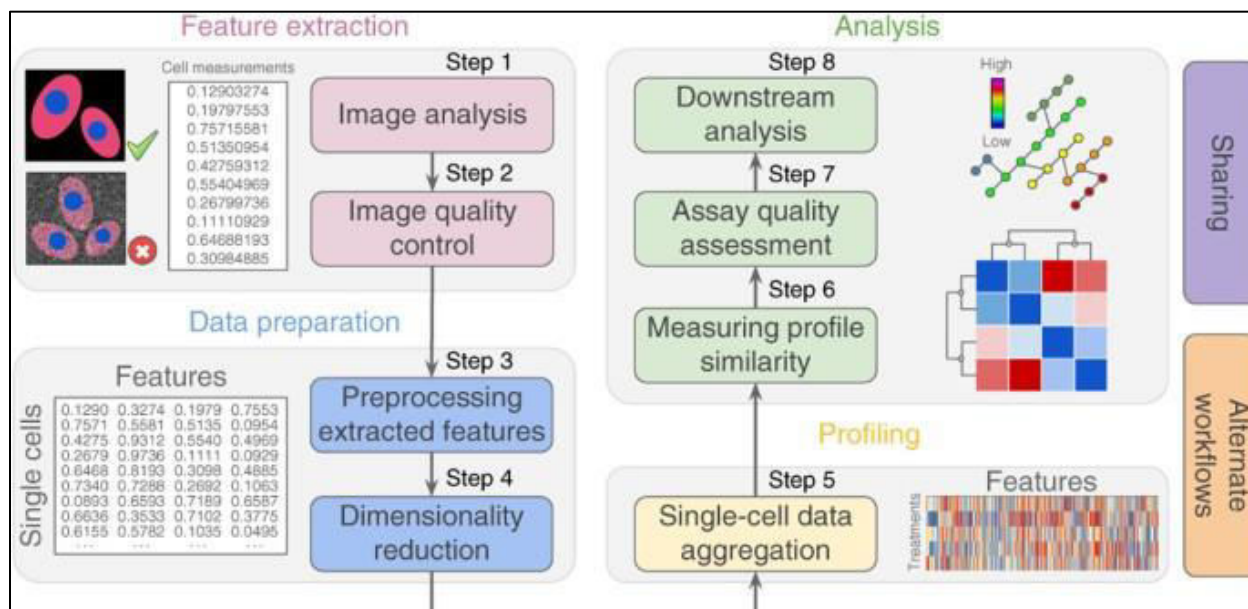 Feature extraction
Cell measurements
0.12903274
0.19797553
0.75715581
0.51350954
0.42759312
0.55404969
0.26799736
0.11110929
0.64688193
0.30984885
Step 1
Image analysis
Step 2
Image quality
control
Data preparation
Features
Single cells
0.1290 0.3274 0.1979 0.7553
0.7571 0.5581 0.5135 0.0954
0.4275 0.9312 0.5540 0.4969
0.2679 0.9736 0.1111 0.0929
0.6468 0.8193 0.3098 0.4885
0.7340 0.7288 0.2692 0.1063
0.0893 0.6593 0.7189 0.6587
0.6636 0.3533 0.7102 0.3775
0.6155 0.5782 0.1035 0.0495
... ... ... ...
Step 3
Preprocessing
extracted features
Step 4
Dimensionality
reduction
Analysis
Step 8
Downstream
analysis
High
Low
Step 7
Assay quality
assessment
Step 6
Measuring profile
similarity
Profiling
Step 5
Single-cell data
aggregation
Features
Treatments
Sharing
Alternate
workflows